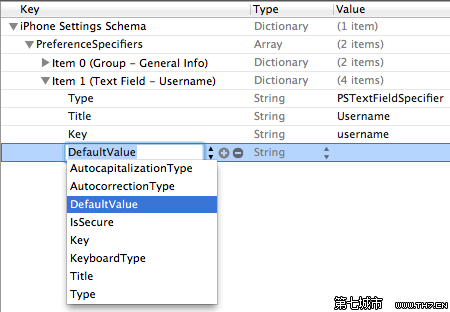 Key Type Value
iPhone Settings Schema Dictionary (1 item)
PreferenceSpecifiers Array (2 items)
Item 0 (Group - General Info) Dictionary (2 items)
Item 1 (Text Field - Username) Dictionary (4 items)
Type String PSTextFieldSpecifier
Title String Username
Key String username
DefaultValue String
AutocapitalizationType
AutocorrectionType
DefaultValue
IsSecure
Key
KeyboardType
Title
Type
第七城市 WWW.TH7.CN